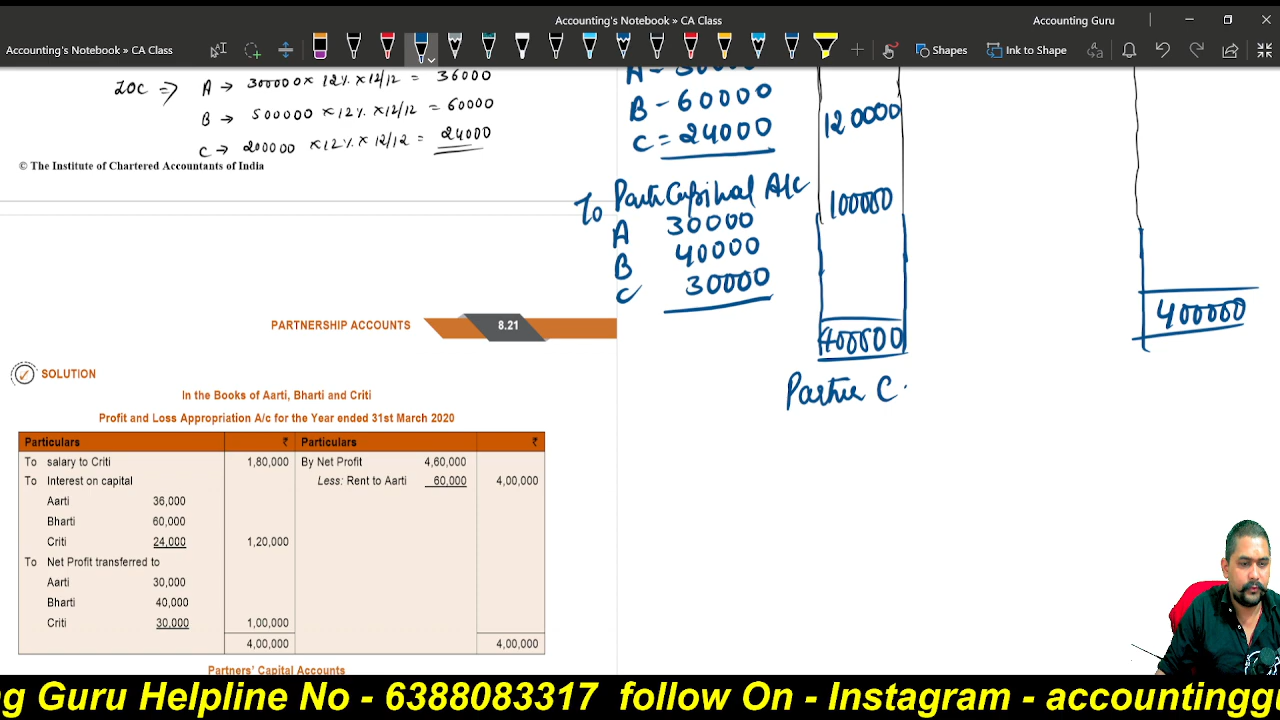 Accounting's Notebook » CA Class
Accounting Guru
Accounting's Notebook » CA Class
Shapes
Ink to Shape
IOC ⇒ A → 300000 × 12% × 12/12 = 36000
B → 500000 × 12% × 12/12 = 60000
C → 200000 × 12% × 12/12 = 24000
© The Institute of Chartered Accountants of India
B - 60000
C = 24000
120000
To Part Capital A/c 100000
A 30000
B 40000
C 30000
400000
400000
Partner C.
PARTNERSHIP ACCOUNTS 8.21
SOLUTION
In the Books of Aarti, Bharti and Criti
Profit and Loss Appropriation A/c for the Year ended 31st March 2020
Particulars ₹ Particulars ₹
To salary to Criti 1,80,000 By Net Profit 4,60,000
To Interest on capital Less: Rent to Aarti 60,000 4,00,000
Aarti 36,000
Bharti 60,000
Criti 24,000 1,20,000
To Net Profit transferred to
Aarti 30,000
Bharti 40,000
Criti 30,000 1,00,000
4,00,000 4,00,000
Partners' Capital Accounts
ng Guru Helpline No - 6388083317 follow On - Instagram - accountinggu